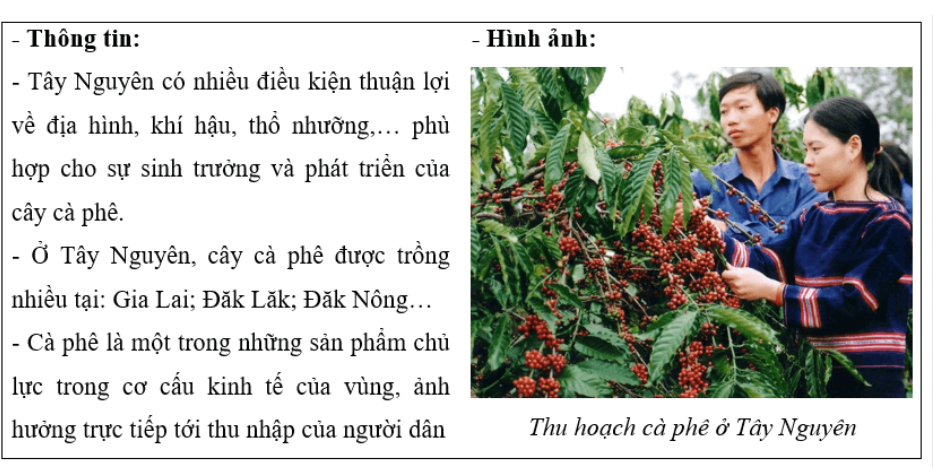 - Thông tin:
- Tây Nguyên có nhiều điều kiện thuận lợi
về địa hình, khí hậu, thổ nhưỡng,... phù
hợp cho sự sinh trưởng và phát triển của
cây cà phê.
- Ở Tây Nguyên, cây cà phê được trồng
nhiều tại: Gia Lai; Đăk Lăk; Đăk Nông...
- Cà phê là một trong những sản phẩm chủ
lực trong cơ cấu kinh tế của vùng, ảnh
hưởng trực tiếp tới thu nhập của người dân
- Hình ảnh:
Thu hoạch cà phê ở Tây Nguyên